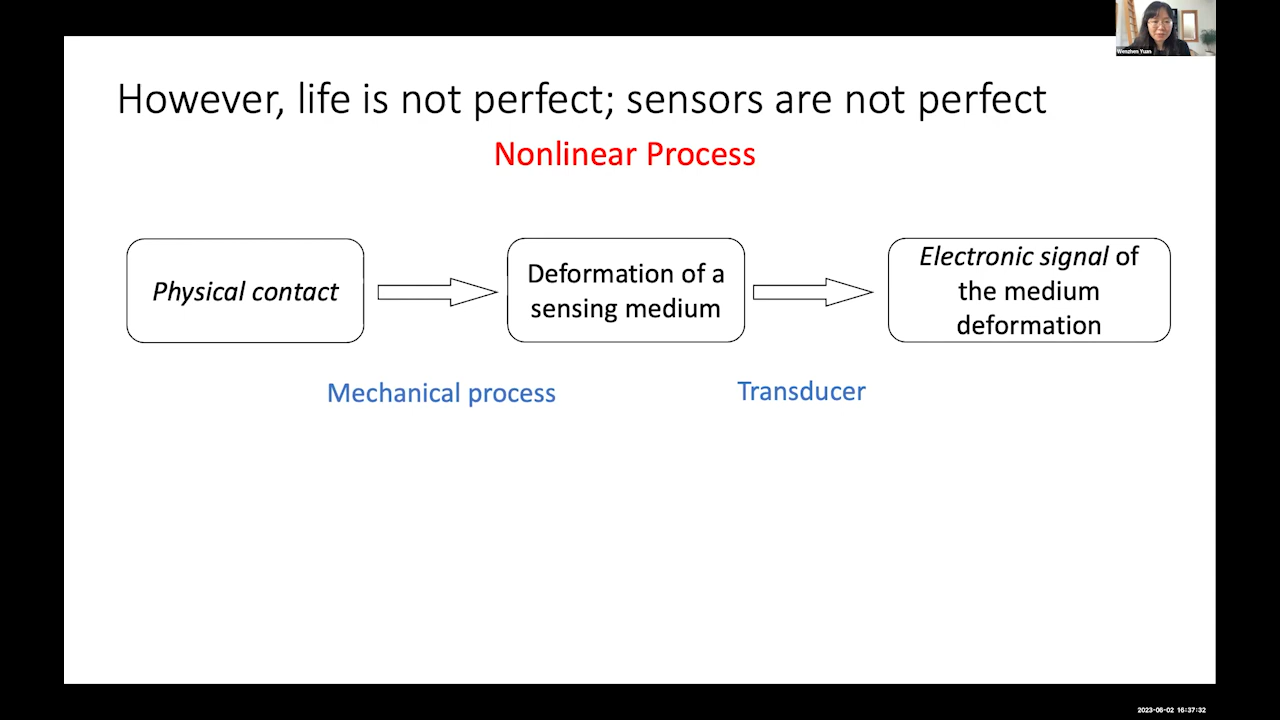 Wenzhen Yuan
However, life is not perfect; sensors are not perfect
Nonlinear Process
Physical contact
Deformation of a
sensing medium
Electronic signal of
the medium
deformation
Mechanical process
Transducer
2023-06-02 16:37:32